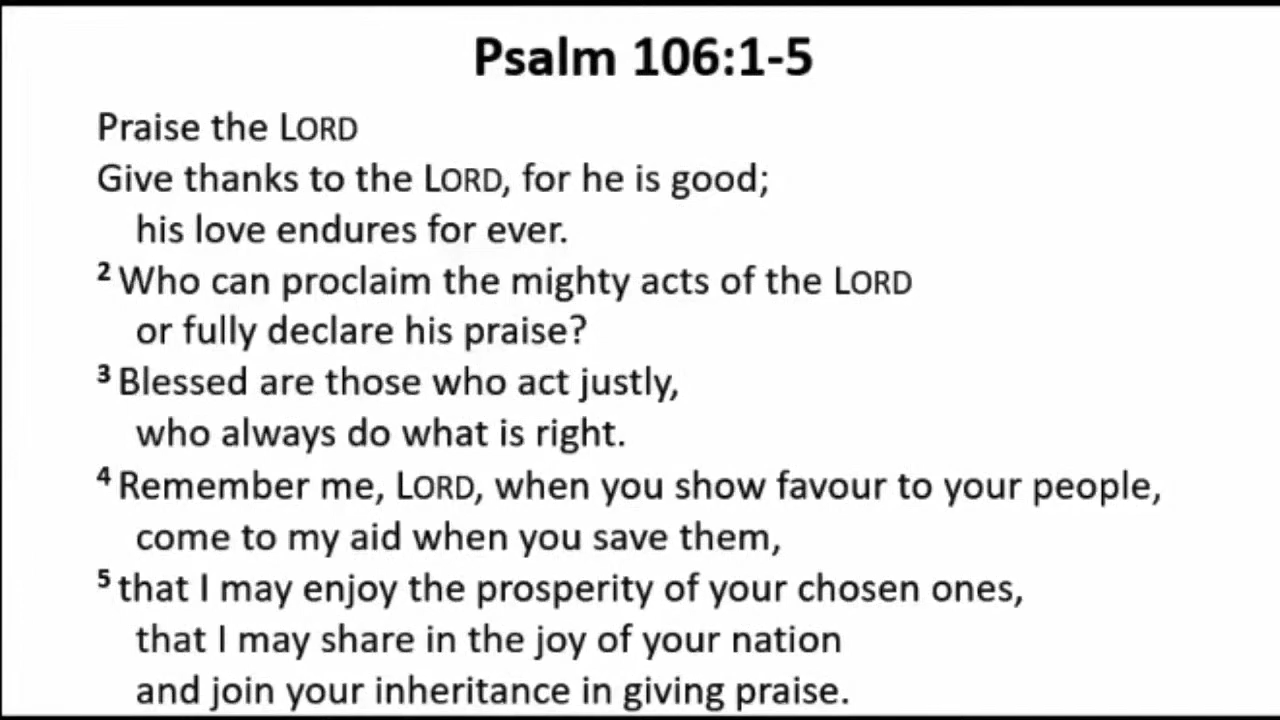 Psalm 106:1-5
Praise the LORD
Give thanks to the LORD, for he is good;
his love endures for ever.
2 Who can proclaim the mighty acts of the LORD
or fully declare his praise?
3 Blessed are those who act justly,
who always do what is right.
4 Remember me, LORD, when you show favour to your people,
come to my aid when you save them,
5 that I may enjoy the prosperity of your chosen ones,
that I may share in the joy of your nation
and join your inheritance in giving praise.